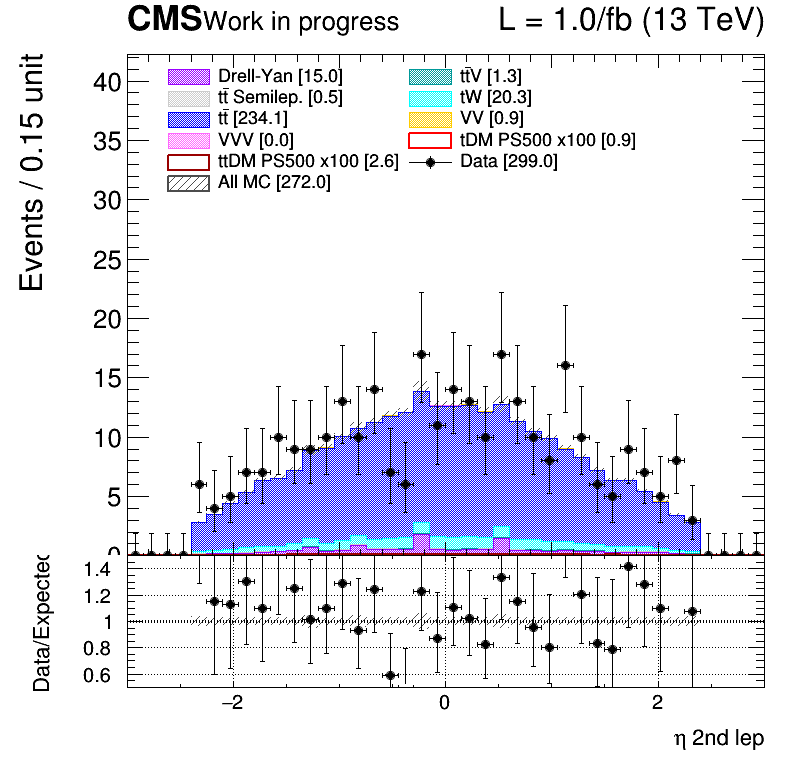 CMS Work in progress L = 1.0/fb (13 TeV)
Events / 0.15 unit
40
35
30
25
20
15
10
5
0
Drell-Yan [15.0] tt̄V [1.3]
tt̄ Semilep. [0.5] tW [20.3]
tt̄ [234.1] VV [0.9]
VVV [0.0] tDM PS500 x100 [0.9]
ttDM PS500 x100 [2.6] Data [299.0]
All MC [272.0]
Data/Expected
1.4
1.2
1
0.8
0.6
−2 0 2
η 2nd lep